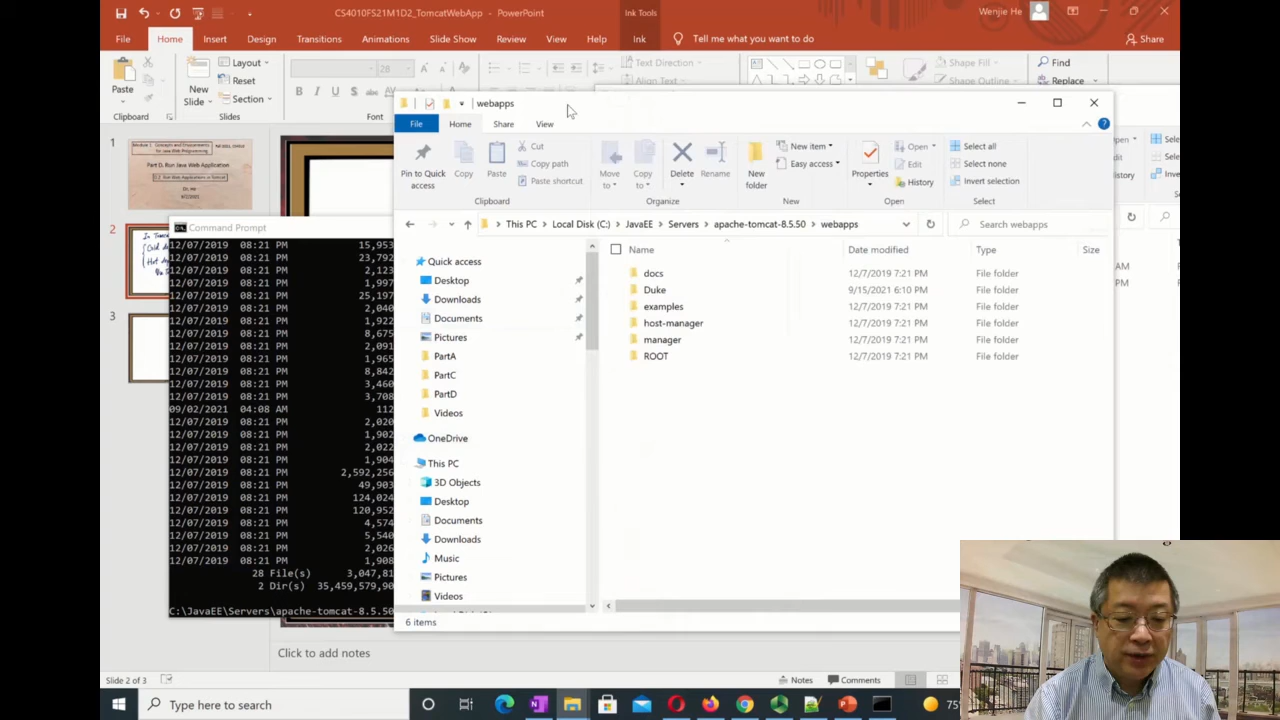 CS4010FS21M1D2_TomcatWebApp - PowerPoint
Ink Tools
Wenjie He
File Home Insert Design Transitions Animations Slide Show Review View Help Ink Tell me what you want to do Share
Paste
Clipboard
New Slide
Layout
Reset
Section
Slides
28
B I U S abc
Font
Text Direction
Align Text
Shape Fill
Shape Outline
Find
Replace
1
Part D. Run Java Web Application
2
3
webapps
File Home Share View
Pin to Quick access
Copy
Paste
Cut
Copy path
Paste shortcut
Clipboard
Move to
Copy to
Delete
Rename
Organize
New folder
New item
Easy access
New
Properties
Open
Edit
History
Open
Select all
Select none
Invert selection
Select
This PC > Local Disk (C:) > JavaEE > Servers > apache-tomcat-8.5.50 > webapps
Search webapps
Name Date modified Type Size
docs 12/7/2019 7:21 PM File folder
Duke 9/15/2021 6:10 PM File folder
examples 12/7/2019 7:21 PM File folder
host-manager 12/7/2019 7:21 PM File folder
manager 12/7/2019 7:21 PM File folder
ROOT 12/7/2019 7:21 PM File folder
Quick access
Desktop
Downloads
Documents
Pictures
PartA
PartC
PartD
Videos
OneDrive
This PC
3D Objects
Desktop
Documents
Downloads
Music
Pictures
Videos
6 items
Command Prompt
12/07/2019 08:21 PM 15,953
12/07/2019 08:21 PM 23,792
12/07/2019 08:21 PM 2,123
12/07/2019 08:21 PM 1,997
12/07/2019 08:21 PM 25,197
12/07/2019 08:21 PM 2,040
12/07/2019 08:21 PM 1,922
12/07/2019 08:21 PM 8,675
12/07/2019 08:21 PM 2,091
12/07/2019 08:21 PM 1,965
12/07/2019 08:21 PM 8,842
12/07/2019 08:21 PM 3,460
12/07/2019 08:21 PM 3,708
09/02/2021 04:08 AM 112
12/07/2019 08:21 PM 2,020
12/07/2019 08:21 PM 1,902
12/07/2019 08:21 PM 2,022
12/07/2019 08:21 PM 1,904
12/07/2019 08:21 PM 2,592,256
12/07/2019 08:21 PM 49,903
12/07/2019 08:21 PM 124,024
12/07/2019 08:21 PM 120,952
12/07/2019 08:21 PM 4,574
12/07/2019 08:21 PM 5,540
12/07/2019 08:21 PM 2,026
12/07/2019 08:21 PM 1,908
28 File(s) 3,047,81
2 Dir(s) 35,459,579,90
C:\JavaEE\Servers\apache-tomcat-8.5.50
Click to add notes
Slide 2 of 3
Notes
Comments
Type here to search
75